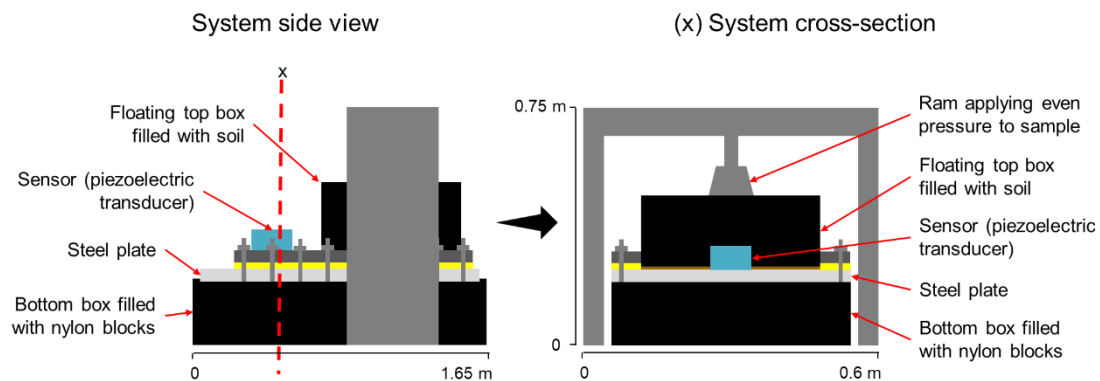 System side view
(x) System cross-section
x
Floating top box
filled with soil
Sensor (piezoelectric
transducer)
Steel plate
Bottom box filled
with nylon blocks
0
1.65 m
0.75 m
0
0
0.6 m
Ram applying even
pressure to sample
Floating top box
filled with soil
Sensor (piezoelectric
transducer)
Steel plate
Bottom box filled
with nylon blocks